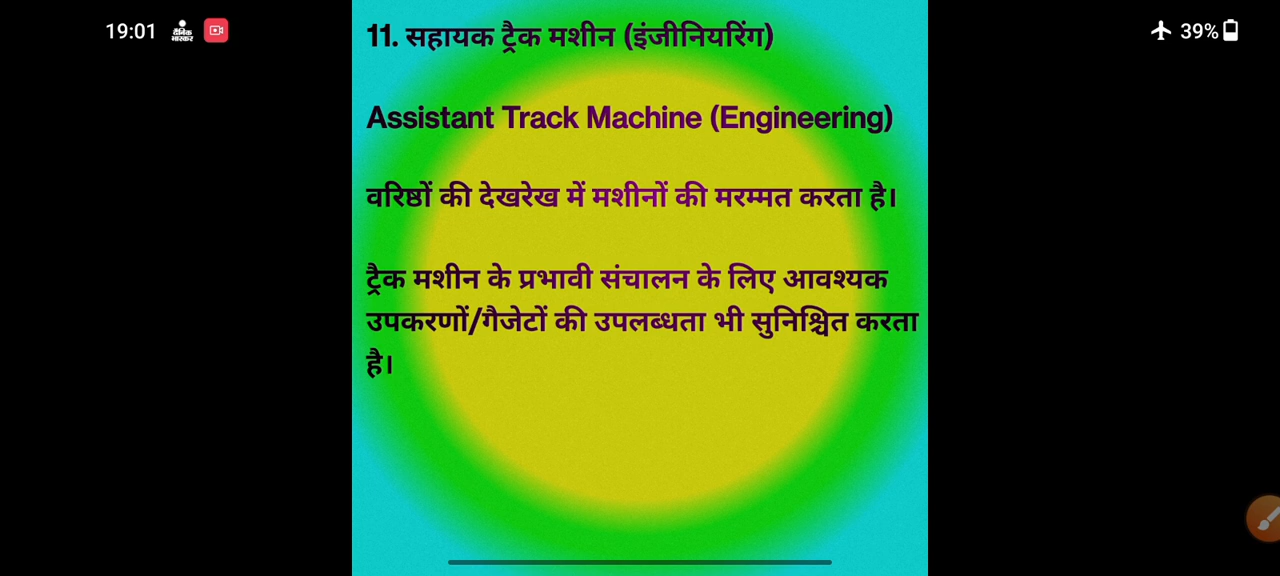 19:01 दैनिक भास्कर 39%
11. सहायक ट्रैक मशीन (इंजीनियरिंग)
Assistant Track Machine (Engineering)
वरिष्ठों की देखरेख में मशीनों की मरम्मत करता है।
ट्रैक मशीन के प्रभावी संचालन के लिए आवश्यक
उपकरणों/गैजेटों की उपलब्धता भी सुनिश्चित करता
है।